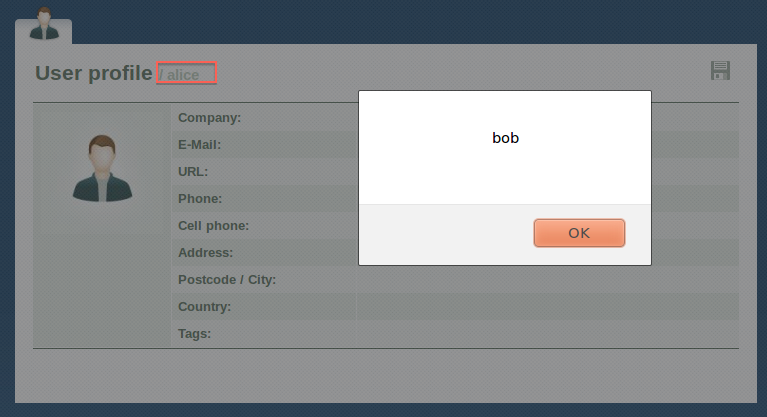 User profile / alice
Company:
E-Mail:
URL:
Phone:
Cell phone:
Address:
Postcode / City:
Country:
Tags:
bob
OK